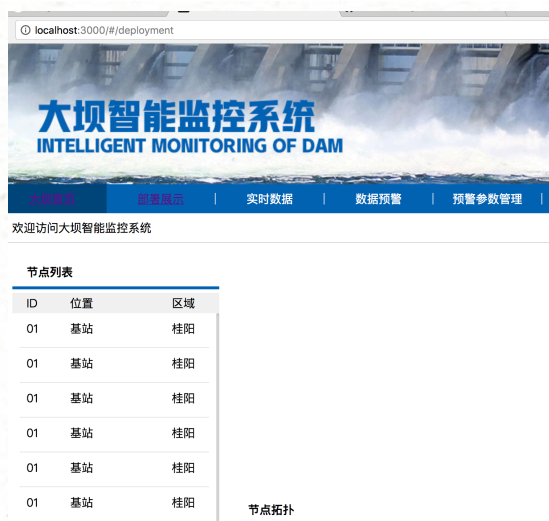 localhost:3000/#/deployment
大坝智能监控系统
INTELLIGENT MONITORING OF DAM
大坝位置 部署展示 | 实时数据 | 数据预警 | 预警参数管理 |
欢迎访问大坝智能监控系统
节点列表
ID 位置 区域
01 基站 桂阳
01 基站 桂阳
01 基站 桂阳
01 基站 桂阳
01 基站 桂阳
01 基站 桂阳
节点拓扑